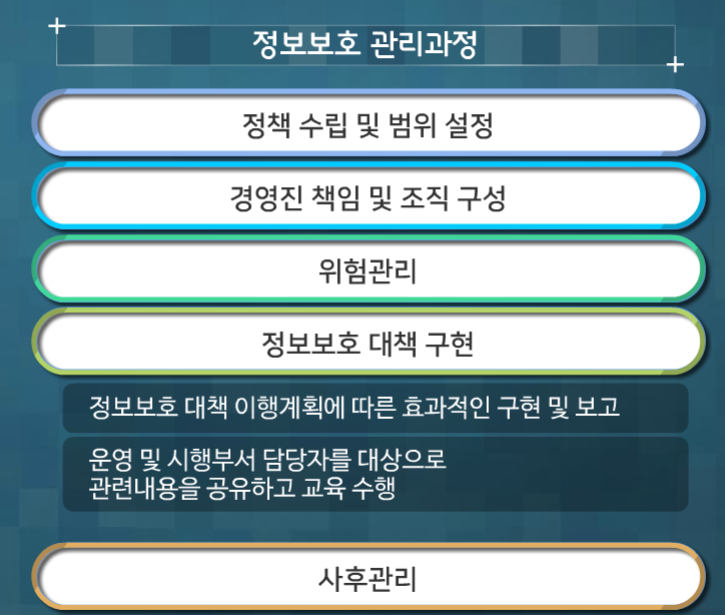 정보보호 관리과정
정책 수립 및 범위 설정
경영진 책임 및 조직 구성
위험관리
정보보호 대책 구현
정보보호 대책 이행계획에 따른 효과적인 구현 및 보고
운영 및 시행부서 담당자를 대상으로
관련내용을 공유하고 교육 수행
사후관리